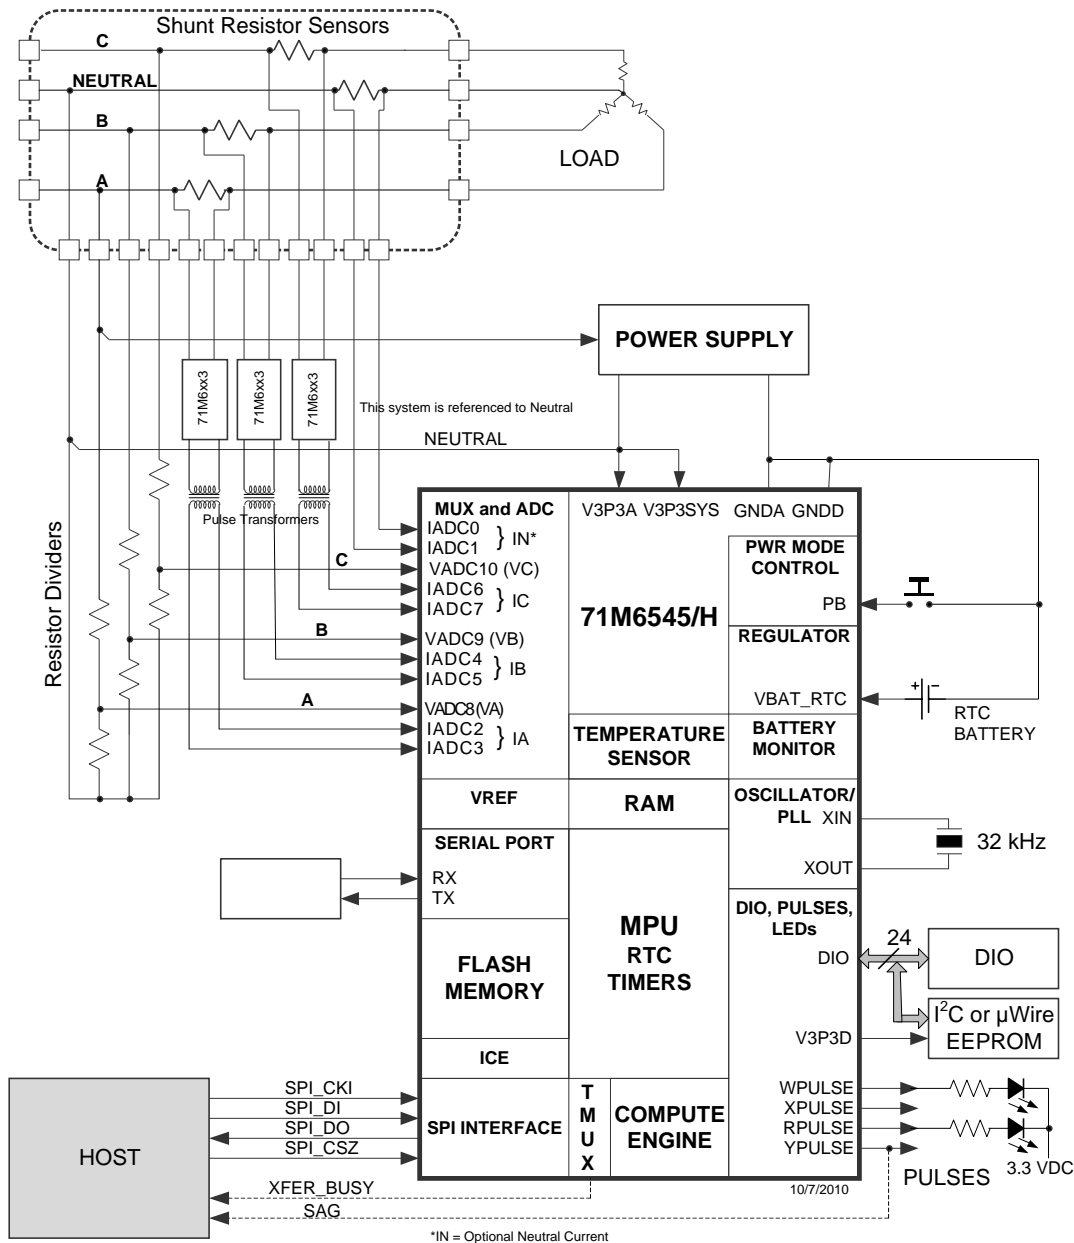 Shunt Resistor Sensors
C
NEUTRAL
B
A
LOAD
POWER SUPPLY
71M6xx3
71M6xx3
71M6xx3
This system is referenced to Neutral
NEUTRAL
Pulse Transformers
Resistor Dividers
C
B
A
MUX and ADC
IADC0
IADC1
} IN*
VADC10 (VC)
IADC6
IADC7
} IC
VADC9 (VB)
IADC4
IADC5
} IB
VADC8 (VA)
IADC2
IADC3
} IA
V3P3A V3P3SYS GNDA GNDD
71M6545/H
PWR MODE
CONTROL
PB
REGULATOR
VBAT_RTC
+ −
RTC
BATTERY
TEMPERATURE
SENSOR
BATTERY
MONITOR
VREF
RAM
OSCILLATOR/
PLL XIN
XOUT
32 kHz
SERIAL PORT
RX
TX
MPU
RTC
TIMERS
DIO, PULSES,
LEDs
DIO
24
DIO
I²C or µWire
EEPROM
V3P3D
FLASH
MEMORY
ICE
HOST
SPI_CKI
SPI_DI
SPI_DO
SPI_CSZ
SPI INTERFACE
TMUX
COMPUTE
ENGINE
WPULSE
XPULSE
RPULSE
YPULSE
PULSES
3.3 VDC
XFER_BUSY
SAG
10/7/2010
*IN = Optional Neutral Current